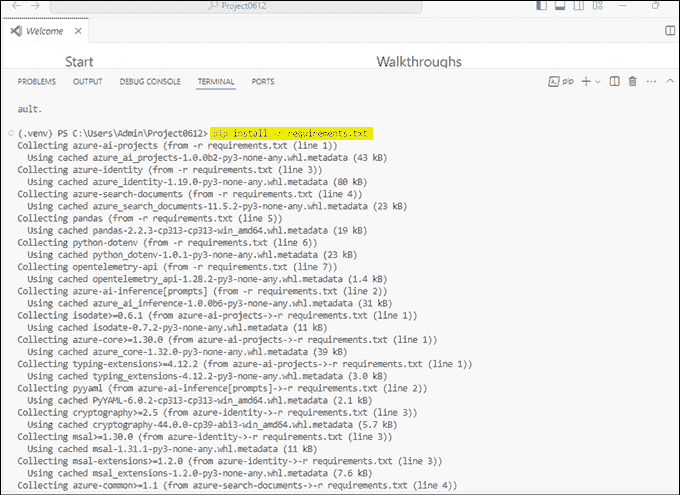 Project0612
Welcome
Start
Walkthroughs
PROBLEMS OUTPUT DEBUG CONSOLE TERMINAL PORTS
pip
ault.
(.venv) PS C:\Users\Admin\Project0612> pip install -r requirements.txt
Collecting azure-ai-projects (from -r requirements.txt (line 1))
Using cached azure_ai_projects-1.0.0b2-py3-none-any.whl.metadata (43 kB)
Collecting azure-identity (from -r requirements.txt (line 3))
Using cached azure_identity-1.19.0-py3-none-any.whl.metadata (80 kB)
Collecting azure-search-documents (from -r requirements.txt (line 4))
Using cached azure_search_documents-11.5.2-py3-none-any.whl.metadata (23 kB)
Collecting pandas (from -r requirements.txt (line 5))
Using cached pandas-2.2.3-cp313-cp313-win_amd64.whl.metadata (19 kB)
Collecting python-dotenv (from -r requirements.txt (line 6))
Using cached python_dotenv-1.0.1-py3-none-any.whl.metadata (23 kB)
Collecting opentelemetry-api (from -r requirements.txt (line 7))
Using cached opentelemetry_api-1.28.2-py3-none-any.whl.metadata (1.4 kB)
Collecting azure-ai-inference[prompts] (from -r requirements.txt (line 2))
Using cached azure_ai_inference-1.0.0b6-py3-none-any.whl.metadata (31 kB)
Collecting isodate>=0.6.1 (from azure-ai-projects->-r requirements.txt (line 1))
Using cached isodate-0.7.2-py3-none-any.whl.metadata (11 kB)
Collecting azure-core>=1.30.0 (from azure-ai-projects->-r requirements.txt (line 1))
Using cached azure_core-1.32.0-py3-none-any.whl.metadata (39 kB)
Collecting typing-extensions>=4.12.2 (from azure-ai-projects->-r requirements.txt (line 1))
Using cached typing_extensions-4.12.2-py3-none-any.whl.metadata (3.0 kB)
Collecting pyyaml (from azure-ai-inference[prompts]->-r requirements.txt (line 2))
Using cached PyYAML-6.0.2-cp313-cp313-win_amd64.whl.metadata (2.1 kB)
Collecting cryptography>=2.5 (from azure-identity->-r requirements.txt (line 3))
Using cached cryptography-44.0.0-cp39-abi3-win_amd64.whl.metadata (5.7 kB)
Collecting msal>=1.30.0 (from azure-identity->-r requirements.txt (line 3))
Using cached msal-1.31.1-py3-none-any.whl.metadata (11 kB)
Collecting msal-extensions>=1.2.0 (from azure-identity->-r requirements.txt (line 3))
Using cached msal_extensions-1.2.0-py3-none-any.whl.metadata (7.6 kB)
Collecting azure-common>=1.1 (from azure-search-documents->-r requirements.txt (line 4))